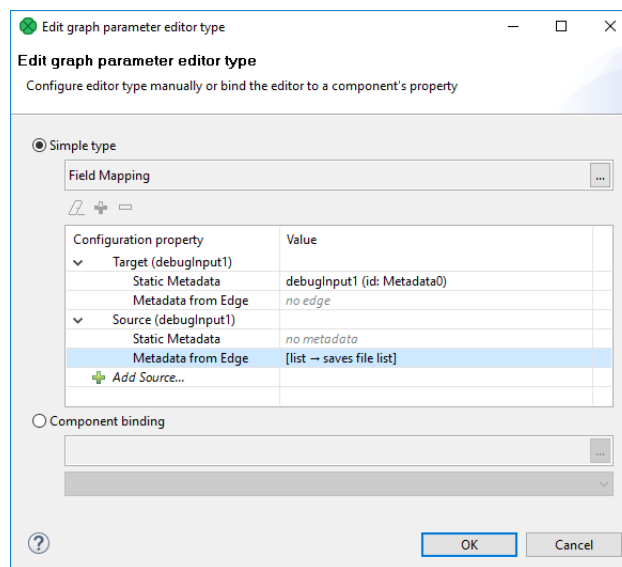 Edit graph parameter editor type
Edit graph parameter editor type
Configure editor type manually or bind the editor to a component's property
Simple type
Field Mapping
...
Configuration property Value
Target (debugInput1)
Static Metadata debugInput1 (id: Metadata0)
Metadata from Edge no edge
Source (debugInput1)
Static Metadata no metadata
Metadata from Edge [list → saves file list]
Add Source...
Component binding
...
? OK Cancel